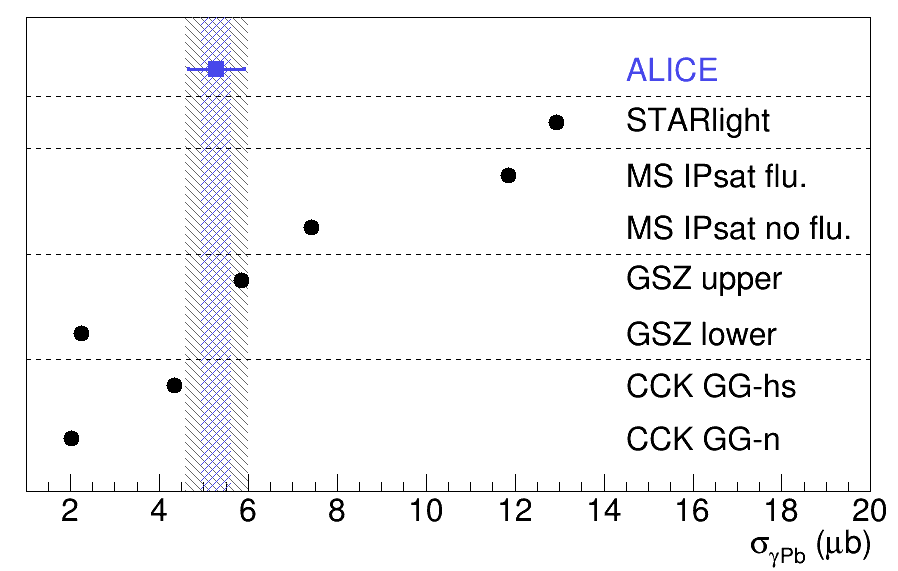 ALICE
STARlight
MS IPsat flu.
MS IPsat no flu.
GSZ upper
GSZ lower
CCK GG-hs
CCK GG-n
2 4 6 8 10 12 14 16 18 20
σγPb (μb)